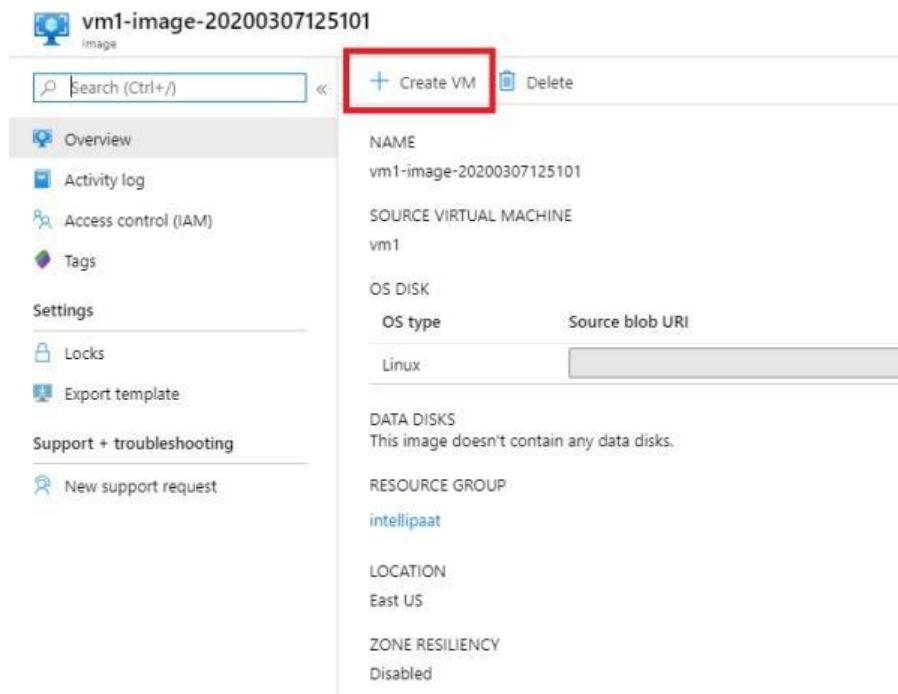 vm1-image-20200307125101
Image
Search (Ctrl+/)
«
+ Create VM
Delete
Overview
Activity log
Access control (IAM)
Tags
Settings
Locks
Export template
Support + troubleshooting
New support request
NAME
vm1-image-20200307125101
SOURCE VIRTUAL MACHINE
vm1
OS DISK
OS type Source blob URI
Linux
DATA DISKS
This image doesn't contain any data disks.
RESOURCE GROUP
intellipaat
LOCATION
East US
ZONE RESILIENCY
Disabled